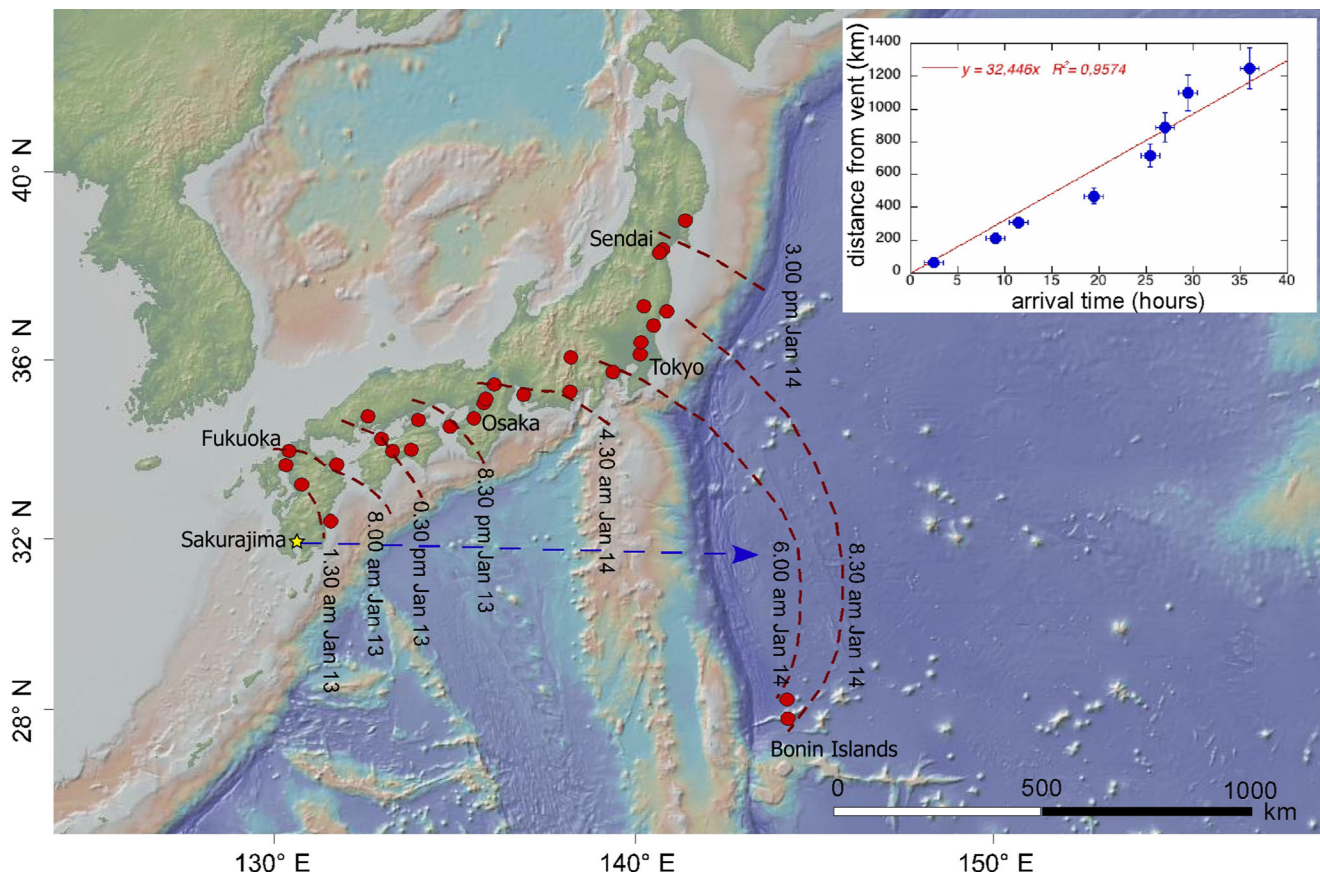 40° N
36° N
32° N
28° N
130° E
140° E
150° E
Sendai
Tokyo
Osaka
Fukuoka
Sakurajima
Bonin Islands
1.30 am Jan 13
8.00 am Jan 13
0.30 pm Jan 13
8.30 pm Jan 13
4.30 am Jan 14
6.00 am Jan 14
8.30 am Jan 14
3.00 pm Jan 14
0 500 1000
km
distance from vent (km)
1400
1200
1000
800
600
400
200
0
y = 32,446x R²= 0,9574
0 5 10 15 20 25 30 35 40
arrival time (hours)